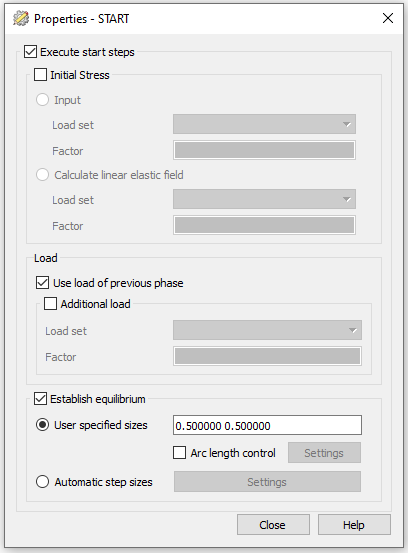 Properties - START
Execute start steps
Initial Stress
Input
Load set
Factor
Calculate linear elastic field
Load set
Factor
Load
Use load of previous phase
Additional load
Load set
Factor
Establish equilibrium
User specified sizes 0.500000 0.500000
Arc length control Settings
Automatic step sizes Settings
Close Help